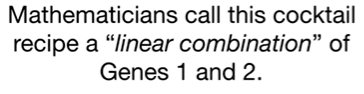 Mathematicians call this cocktail
recipe a “linear combination” of
Genes 1 and 2.